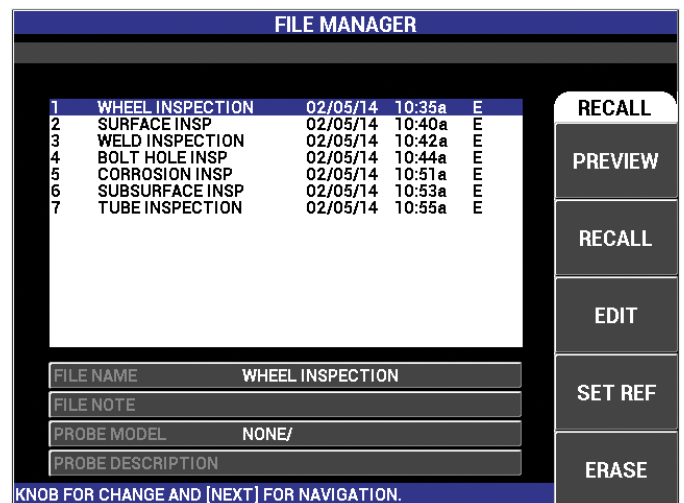 FILE MANAGER
1 WHEEL INSPECTION 02/05/14 10:35a E
2 SURFACE INSP 02/05/14 10:40a E
3 WELD INSPECTION 02/05/14 10:42a E
4 BOLT HOLE INSP 02/05/14 10:44a E
5 CORROSION INSP 02/05/14 10:51a E
6 SUBSURFACE INSP 02/05/14 10:53a E
7 TUBE INSPECTION 02/05/14 10:55a E
RECALL
PREVIEW
RECALL
EDIT
SET REF
ERASE
FILE NAME WHEEL INSPECTION
FILE NOTE
PROBE MODEL NONE/
PROBE DESCRIPTION
KNOB FOR CHANGE AND [NEXT] FOR NAVIGATION.